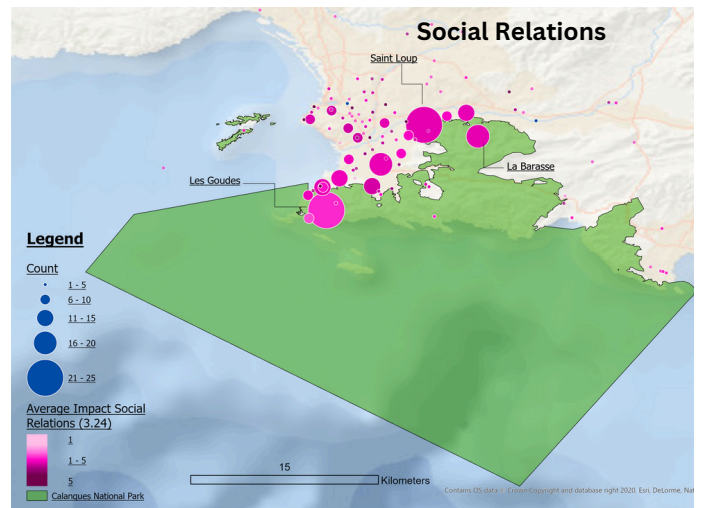 Social Relations
Saint Loup
La Barasse
Les Goudes
Legend
Count
1 - 5
6 - 10
11 - 15
16 - 20
21 - 25
Average Impact Social
Relations (3.24)
1
1 - 5
5
Calanques National Park
15
Kilometers
Contains OS data © Crown Copyright and database right 2020. Esri, DeLorme, Nat